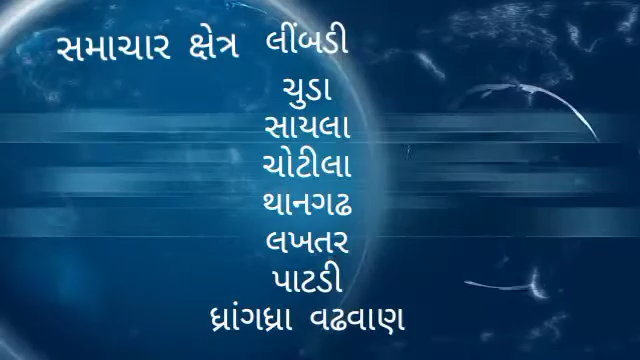 સમાચાર ક્ષેત્ર લીંબડી
ચુડા
સાયલા
ચોટીલા
થાનગઢ
લખતર
પાટડી
ધ્રાંગધ્રા વઢવાણ